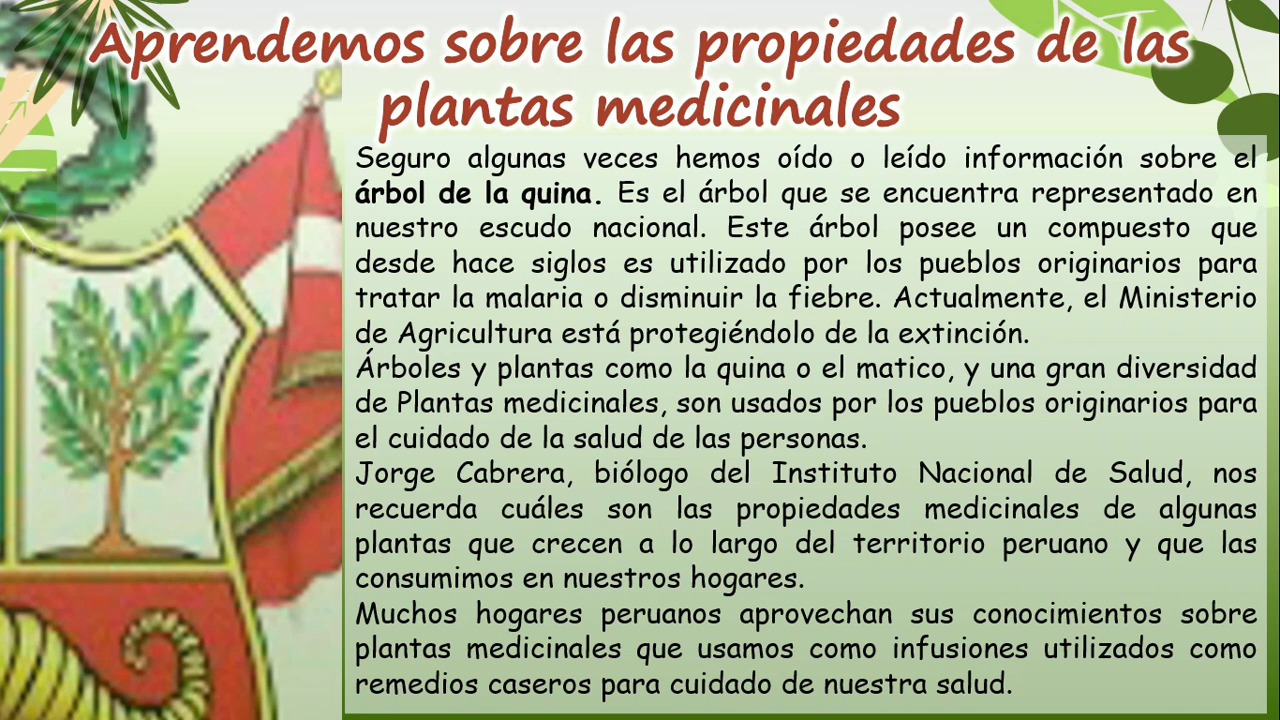 Aprendemos sobre las propiedades de las
plantas medicinales
Seguro algunas veces hemos oído o leído información sobre el
árbol de la quina. Es el árbol que se encuentra representado en
nuestro escudo nacional. Este árbol posee un compuesto que
desde hace siglos es utilizado por los pueblos originarios para
tratar la malaria o disminuir la fiebre. Actualmente, el Ministerio
de Agricultura está protegiéndolo de la extinción.
Árboles y plantas como la quina o el matico, y una gran diversidad
de Plantas medicinales, son usados por los pueblos originarios para
el cuidado de la salud de las personas.
Jorge Cabrera, biólogo del Instituto Nacional de Salud, nos
recuerda cuáles son las propiedades medicinales de algunas
plantas que crecen a lo largo del territorio peruano y que las
consumimos en nuestros hogares.
Muchos hogares peruanos aprovechan sus conocimientos sobre
plantas medicinales que usamos como infusiones utilizados como
remedios caseros para cuidado de nuestra salud.